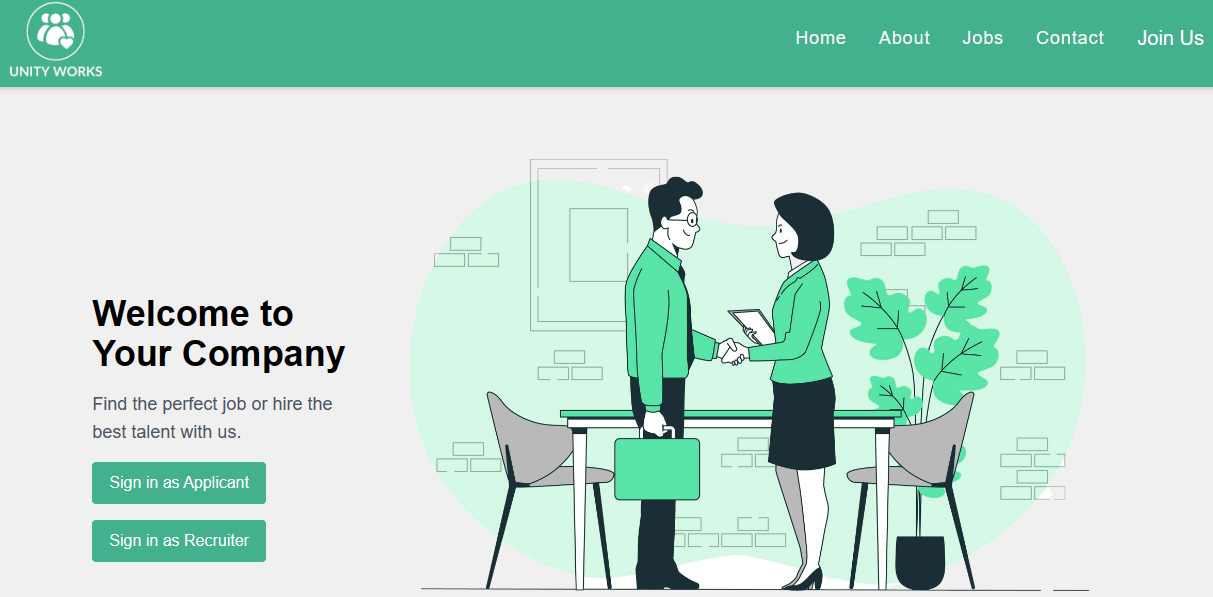 UNITY WORKS
Home About Jobs Contact Join Us
Welcome to
Your Company
Find the perfect job or hire the
best talent with us.
Sign in as Applicant
Sign in as Recruiter